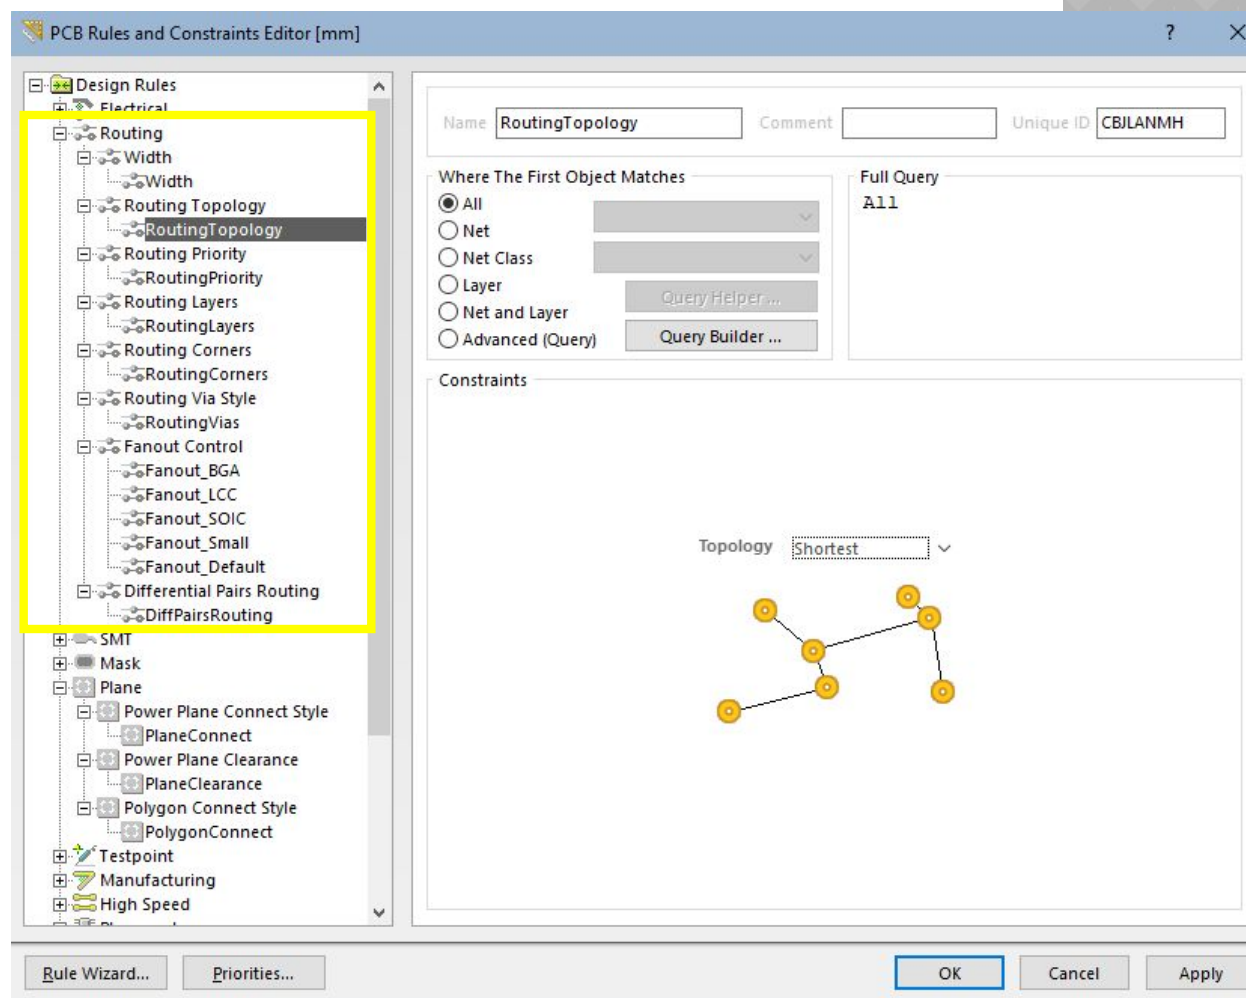 PCB Rules and Constraints Editor [mm]
?
Design Rules
Electrical
Routing
Width
Width
Routing Topology
RoutingTopology
Routing Priority
RoutingPriority
Routing Layers
RoutingLayers
Routing Corners
RoutingCorners
Routing Via Style
RoutingVias
Fanout Control
Fanout_BGA
Fanout_LCC
Fanout_SOIC
Fanout_Small
Fanout_Default
Differential Pairs Routing
DiffPairsRouting
SMT
Mask
Plane
Power Plane Connect Style
PlaneConnect
Power Plane Clearance
PlaneClearance
Polygon Connect Style
PolygonConnect
Testpoint
Manufacturing
High Speed
Name RoutingTopology Comment Unique ID CBJLANMH
Where The First Object Matches
All
Net
Net Class
Layer
Net and Layer
Advanced (Query)
Query Helper ...
Query Builder ...
Full Query
All
Constraints
Topology Shortest
Rule Wizard... Priorities... OK Cancel Apply